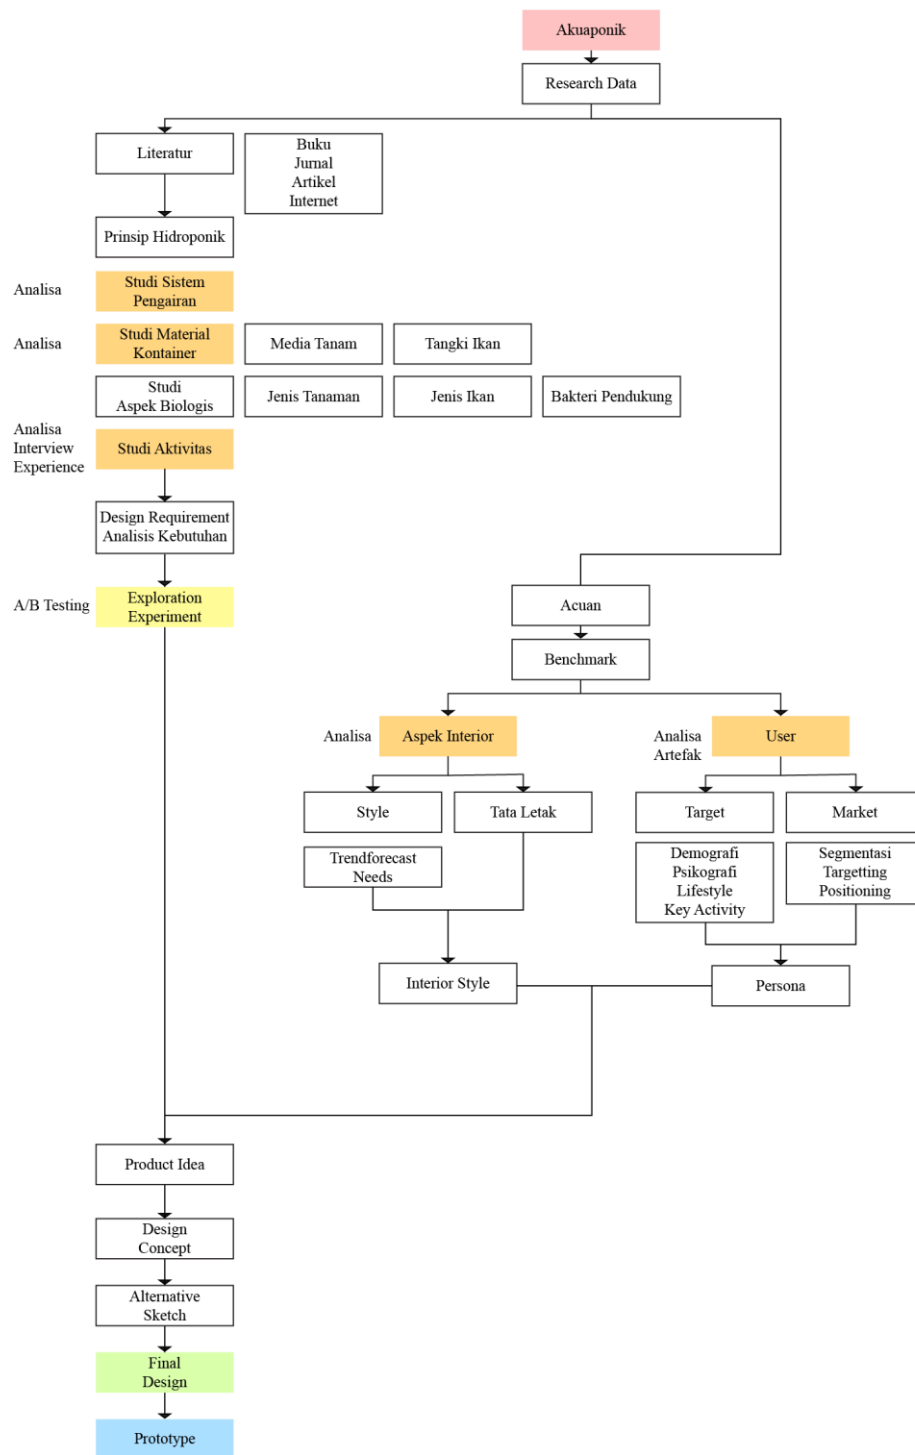 Akuaponik
Research Data
Literatur
Buku
Jurnal
Artikel
Internet
Prinsip Hidroponik
Analisa
Studi Sistem
Pengairan
Analisa
Studi Material
Kontainer
Media Tanam
Tangki Ikan
Studi
Aspek Biologis
Jenis Tanaman
Jenis Ikan
Bakteri Pendukung
Analisa
Interview
Experience
Studi Aktivitas
Design Requirement
Analisis Kebutuhan
A/B Testing
Exploration
Experiment
Acuan
Benchmark
Analisa
Aspek Interior
Analisa
Artefak
User
Style
Tata Letak
Target
Market
Trendforecast
Needs
Demografi
Psikografi
Lifestyle
Key Activity
Segmentasi
Targetting
Positioning
Interior Style
Persona
Product Idea
Design
Concept
Alternative
Sketch
Final
Design
Prototype